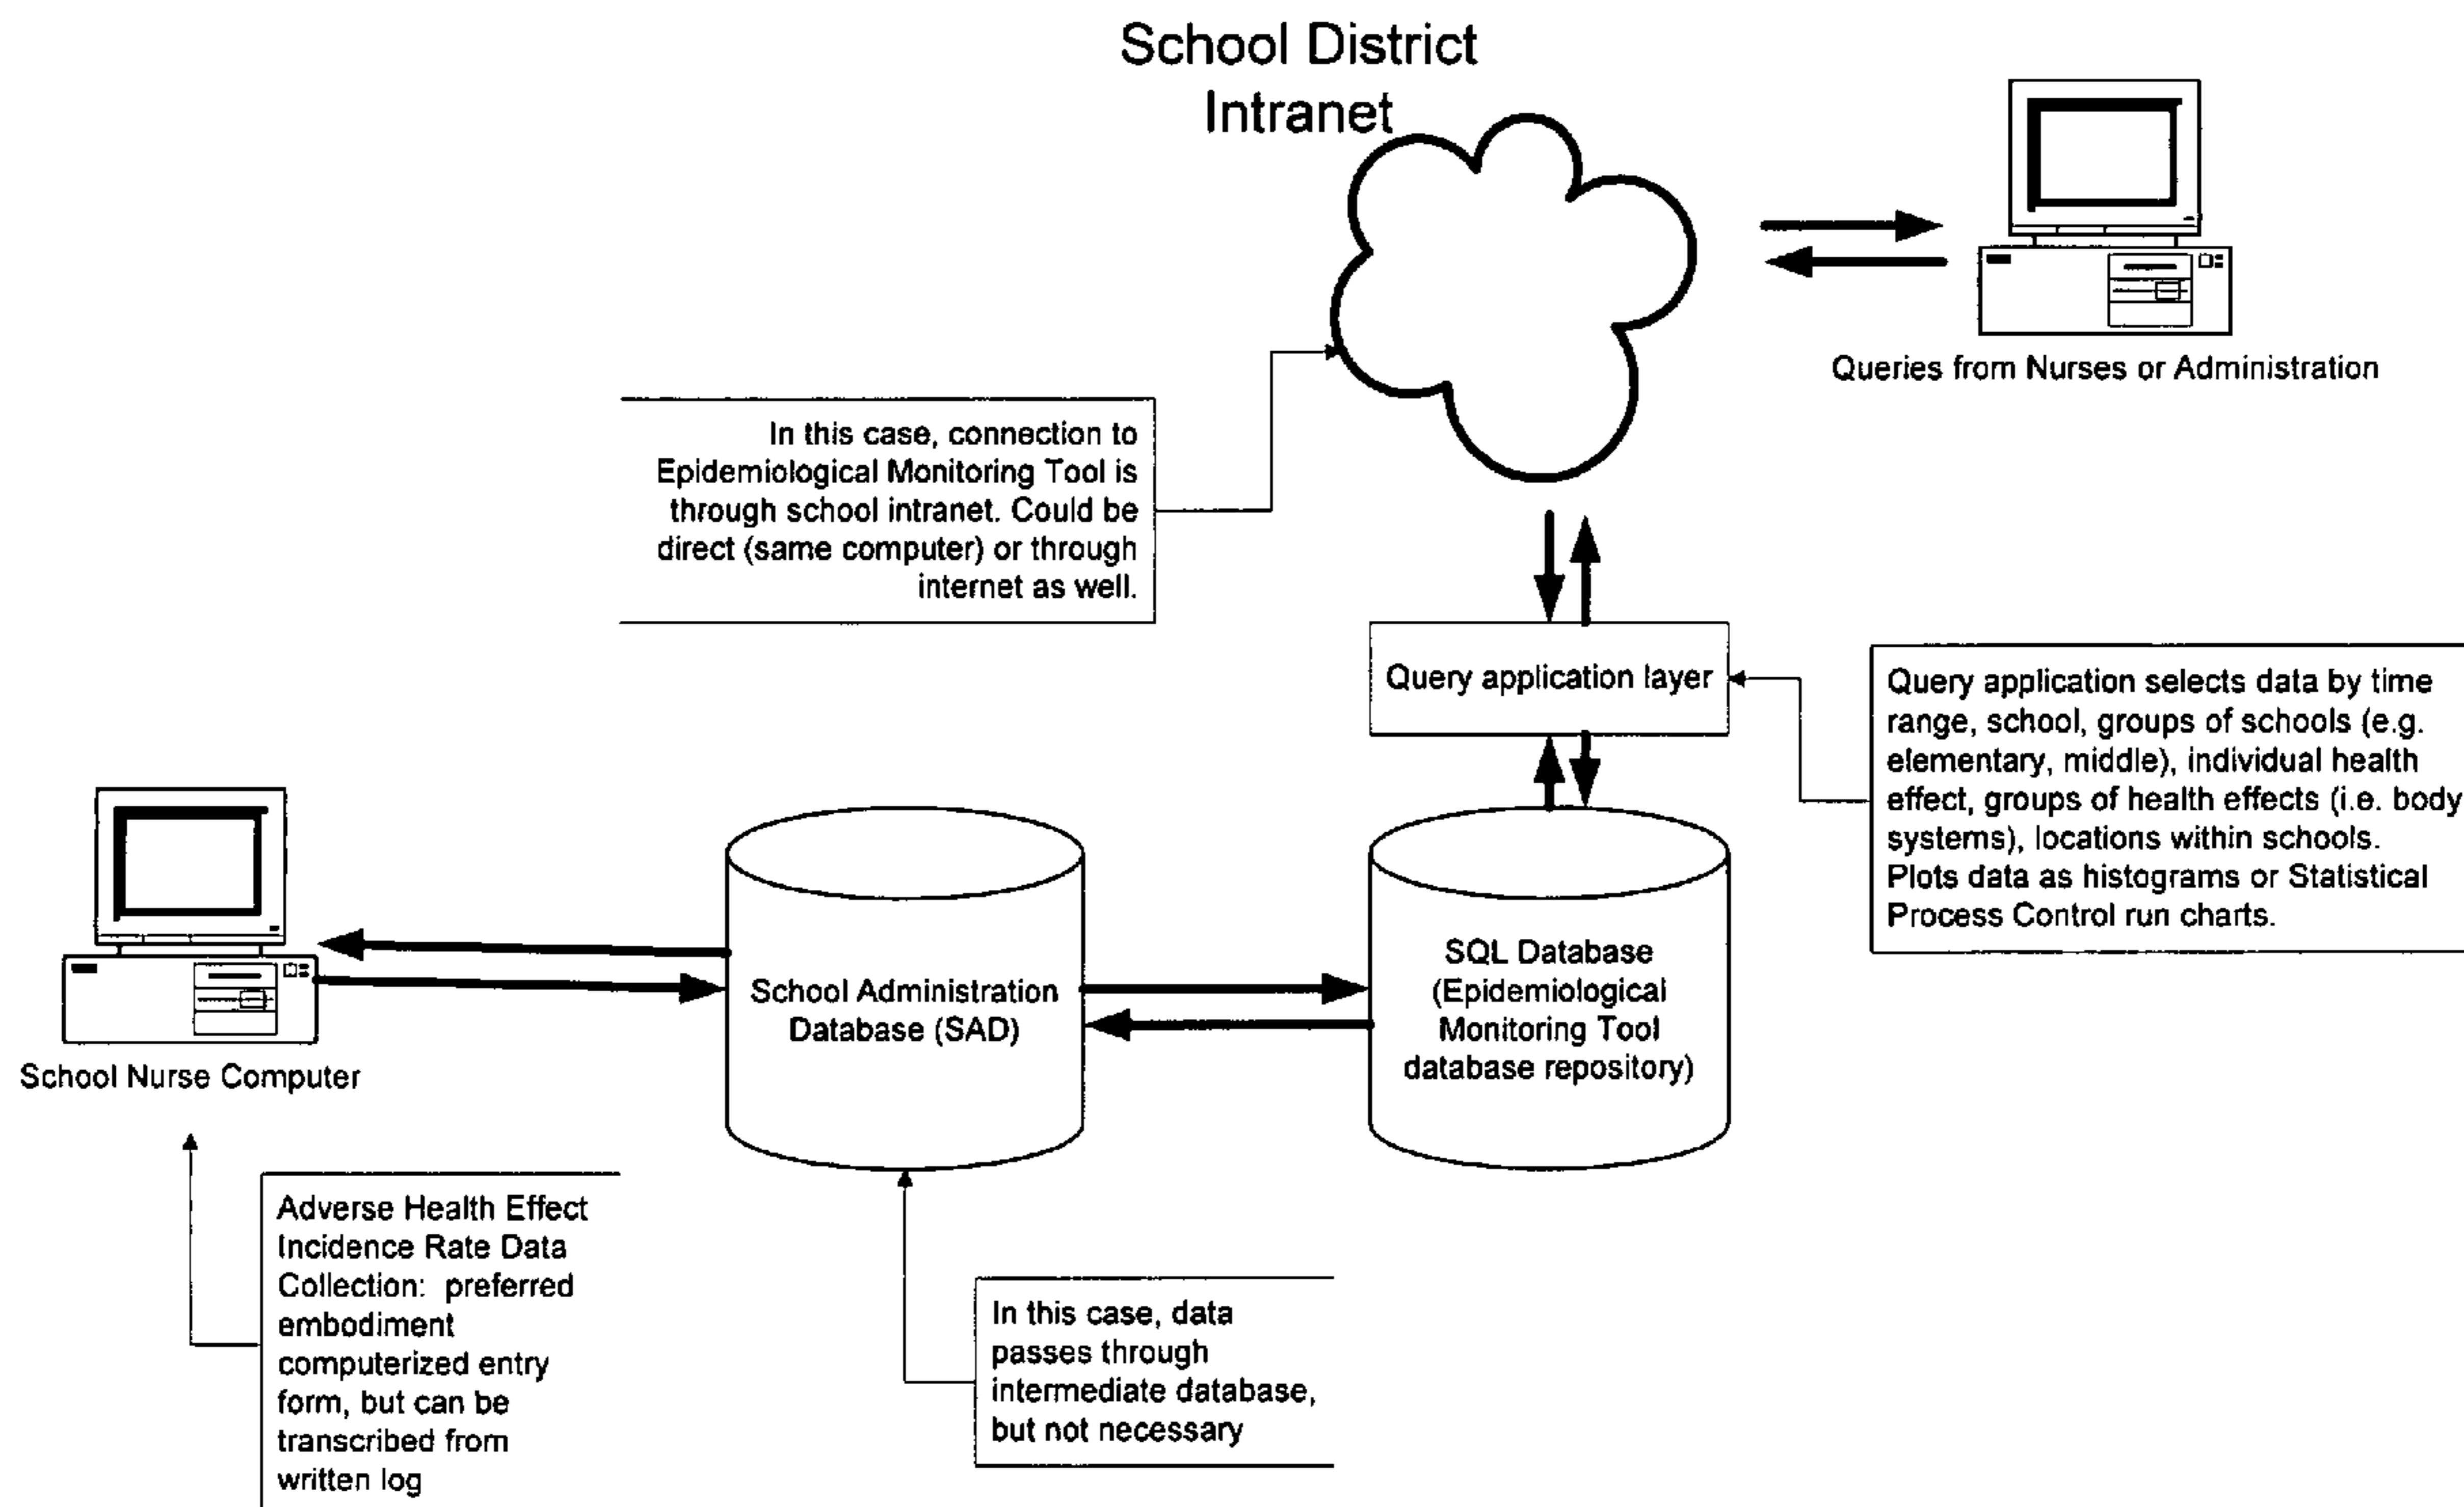 School District
Intranet
Queries from Nurses or Administration
In this case, connection to
Epidemiological Monitoring Tool is
through school intranet. Could be
direct (same computer) or through
internet as well.
Query application layer
Query application selects data by time
range, school, groups of schools (e.g.
elementary, middle), individual health
effect, groups of health effects (i.e. body
systems), locations within schools.
Plots data as histograms or Statistical
Process Control run charts.
School Nurse Computer
School Administration
Database (SAD)
SQL Database
(Epidemiological
Monitoring Tool
database repository)
Adverse Health Effect
Incidence Rate Data
Collection: preferred
embodiment
computerized entry
form, but can be
transcribed from
written log
In this case, data
passes through
intermediate database,
but not necessary